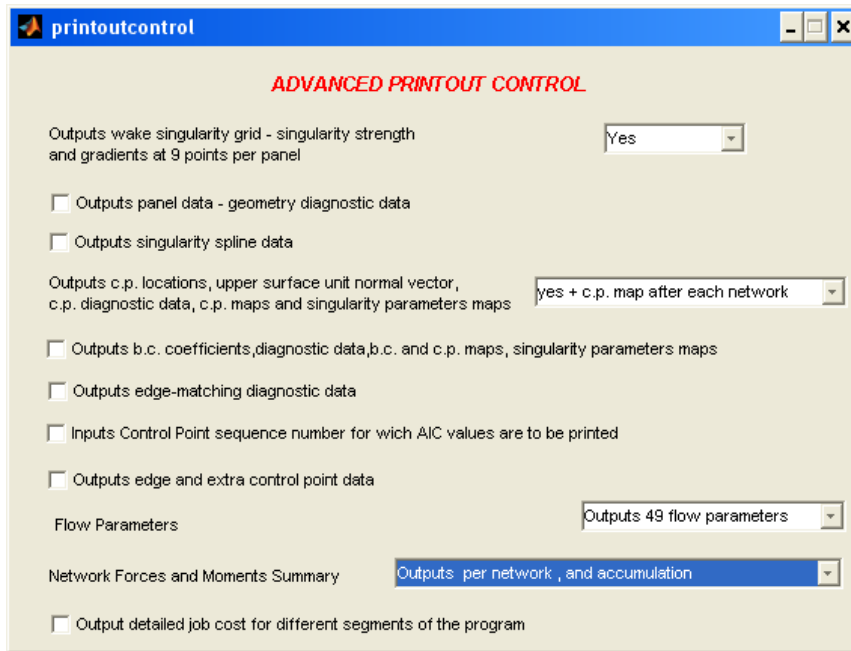 printoutcontrol
ADVANCED PRINTOUT CONTROL
Outputs wake singularity grid - singularity strength
and gradients at 9 points per panel
Yes
Outputs panel data - geometry diagnostic data
Outputs singularity spline data
Outputs c.p. locations, upper surface unit normal vector,
c.p. diagnostic data, c.p. maps and singularity parameters maps
yes + c.p. map after each network
Outputs b.c. coefficients,diagnostic data,b.c. and c.p. maps, singularity parameters maps
Outputs edge-matching diagnostic data
Inputs Control Point sequence number for wich AIC values are to be printed
Outputs edge and extra control point data
Flow Parameters
Outputs 49 flow parameters
Network Forces and Moments Summary
Outputs per network , and accumulation
Output detailed job cost for different segments of the program